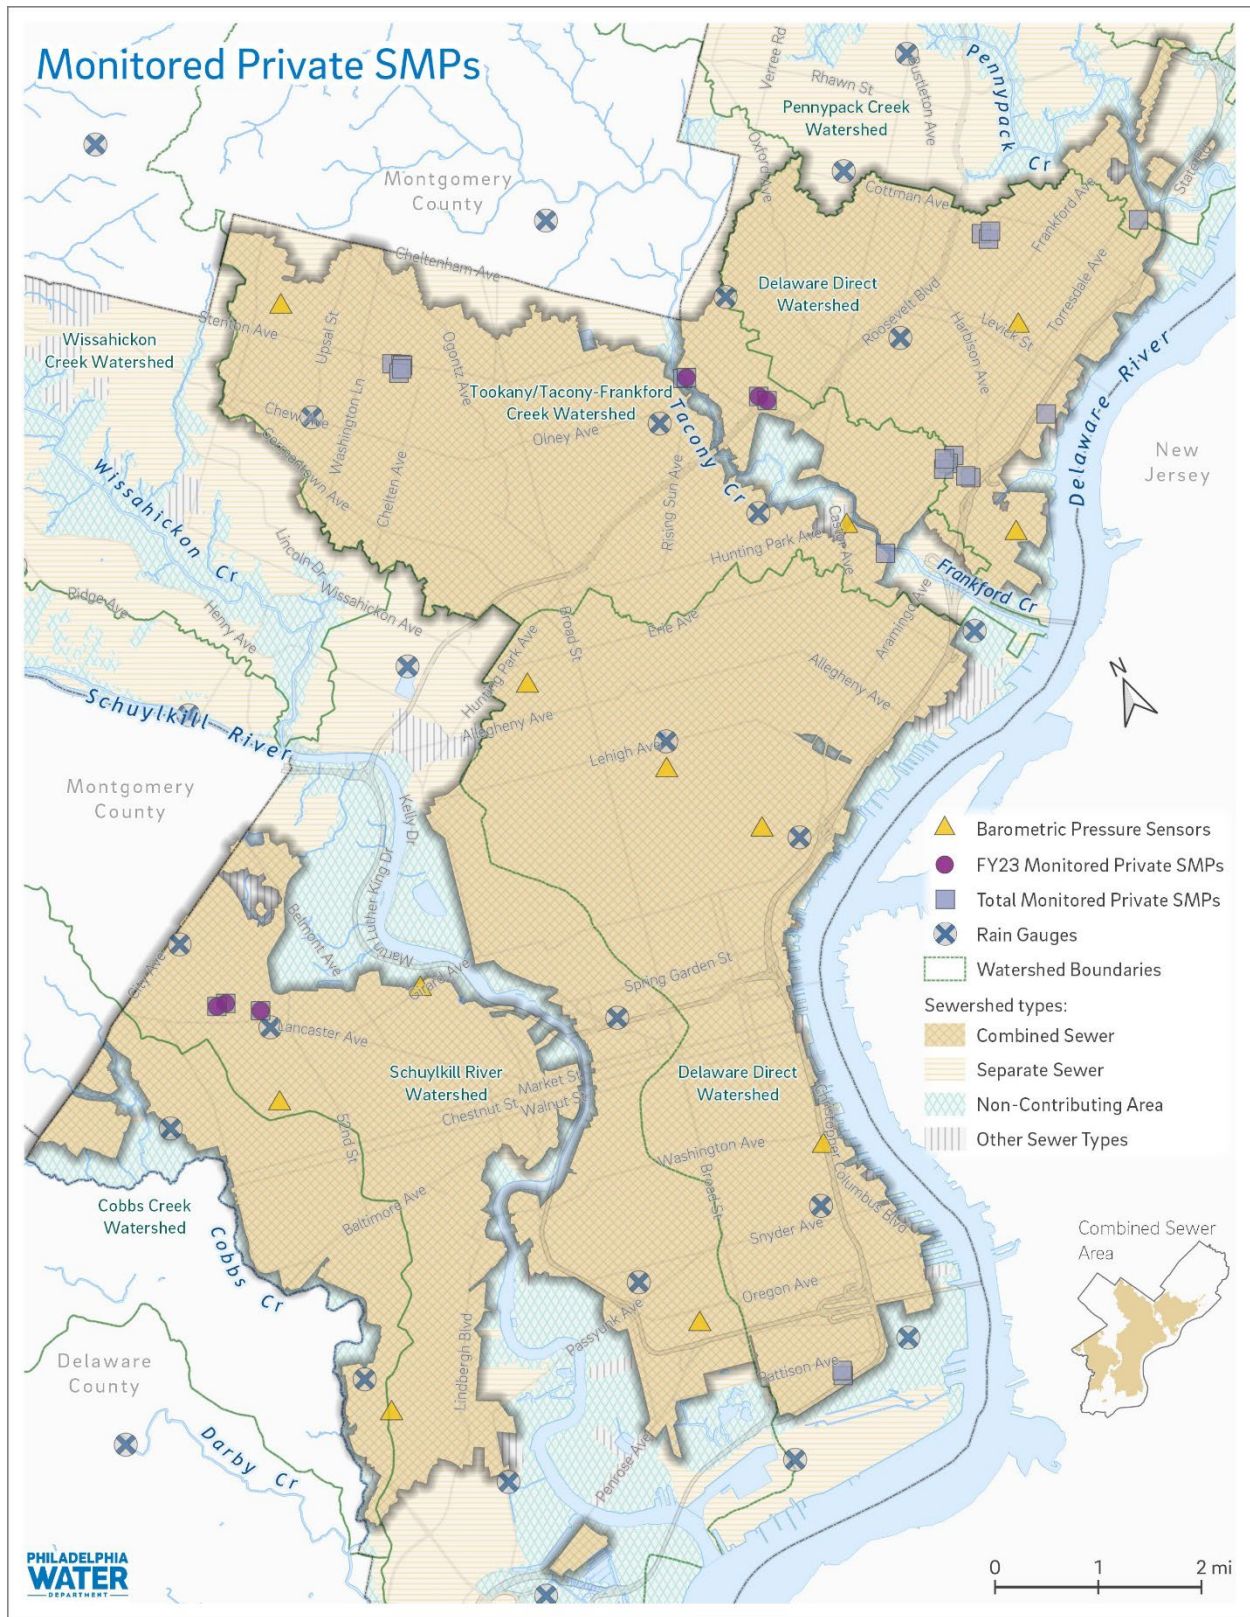 Monitored Private SMPs
Verree Rd
Rhawn St
Bustleton Ave
Pennypack Cr
Pennypack Creek
Watershed
Oxford Ave
State Rd
Montgomery
County
Cottman Ave
Frankford Ave
Cheltenham Ave
Delaware Direct
Watershed
Roosevelt Blvd
Torresdale Ave
Levick St
Harbison Ave
Stenton Ave
Upsal St
Ogontz Ave
Wissahickon
Creek Watershed
Washington Ln
Tookany/Tacony-Frankford
Creek Watershed
Chew Ave
Olney Ave
Germantown Ave
Chelten Ave
Tacony Cr
Rising Sun Ave
Delaware River
New
Jersey
Wissahickon Cr
Castor Ave
Hunting Park Ave
Lincoln Dr
Wissahickon Ave
Frankford Cr
Ridge Ave
Henry Ave
Broad St
Erie Ave
Aramingo Ave
Hunting Park Ave
Allegheny Ave
N
Schuylkill River
Allegheny Ave
Lehigh Ave
Montgomery
County
Kelly Dr
Martin Luther King Dr
Barometric Pressure Sensors
FY23 Monitored Private SMPs
Total Monitored Private SMPs
Rain Gauges
Watershed Boundaries
Sewershed types:
Combined Sewer
Separate Sewer
Non-Contributing Area
Other Sewer Types
Belmont Ave
City Ave
Girard Ave
Spring Garden St
Lancaster Ave
Schuylkill River
Watershed
Delaware Direct
Watershed
Market St
Chestnut St
Walnut St
52nd St
Christopher Columbus Blvd
Washington Ave
Broad St
Baltimore Ave
Cobbs Creek
Watershed
Cobbs Cr
Snyder Ave
Combined Sewer
Area
Oregon Ave
Passyunk Ave
Lindbergh Blvd
Pattison Ave
Delaware
County
Darby Cr
Penrose Ave
PHILADELPHIA
WATER
DEPARTMENT
0 1 2 mi